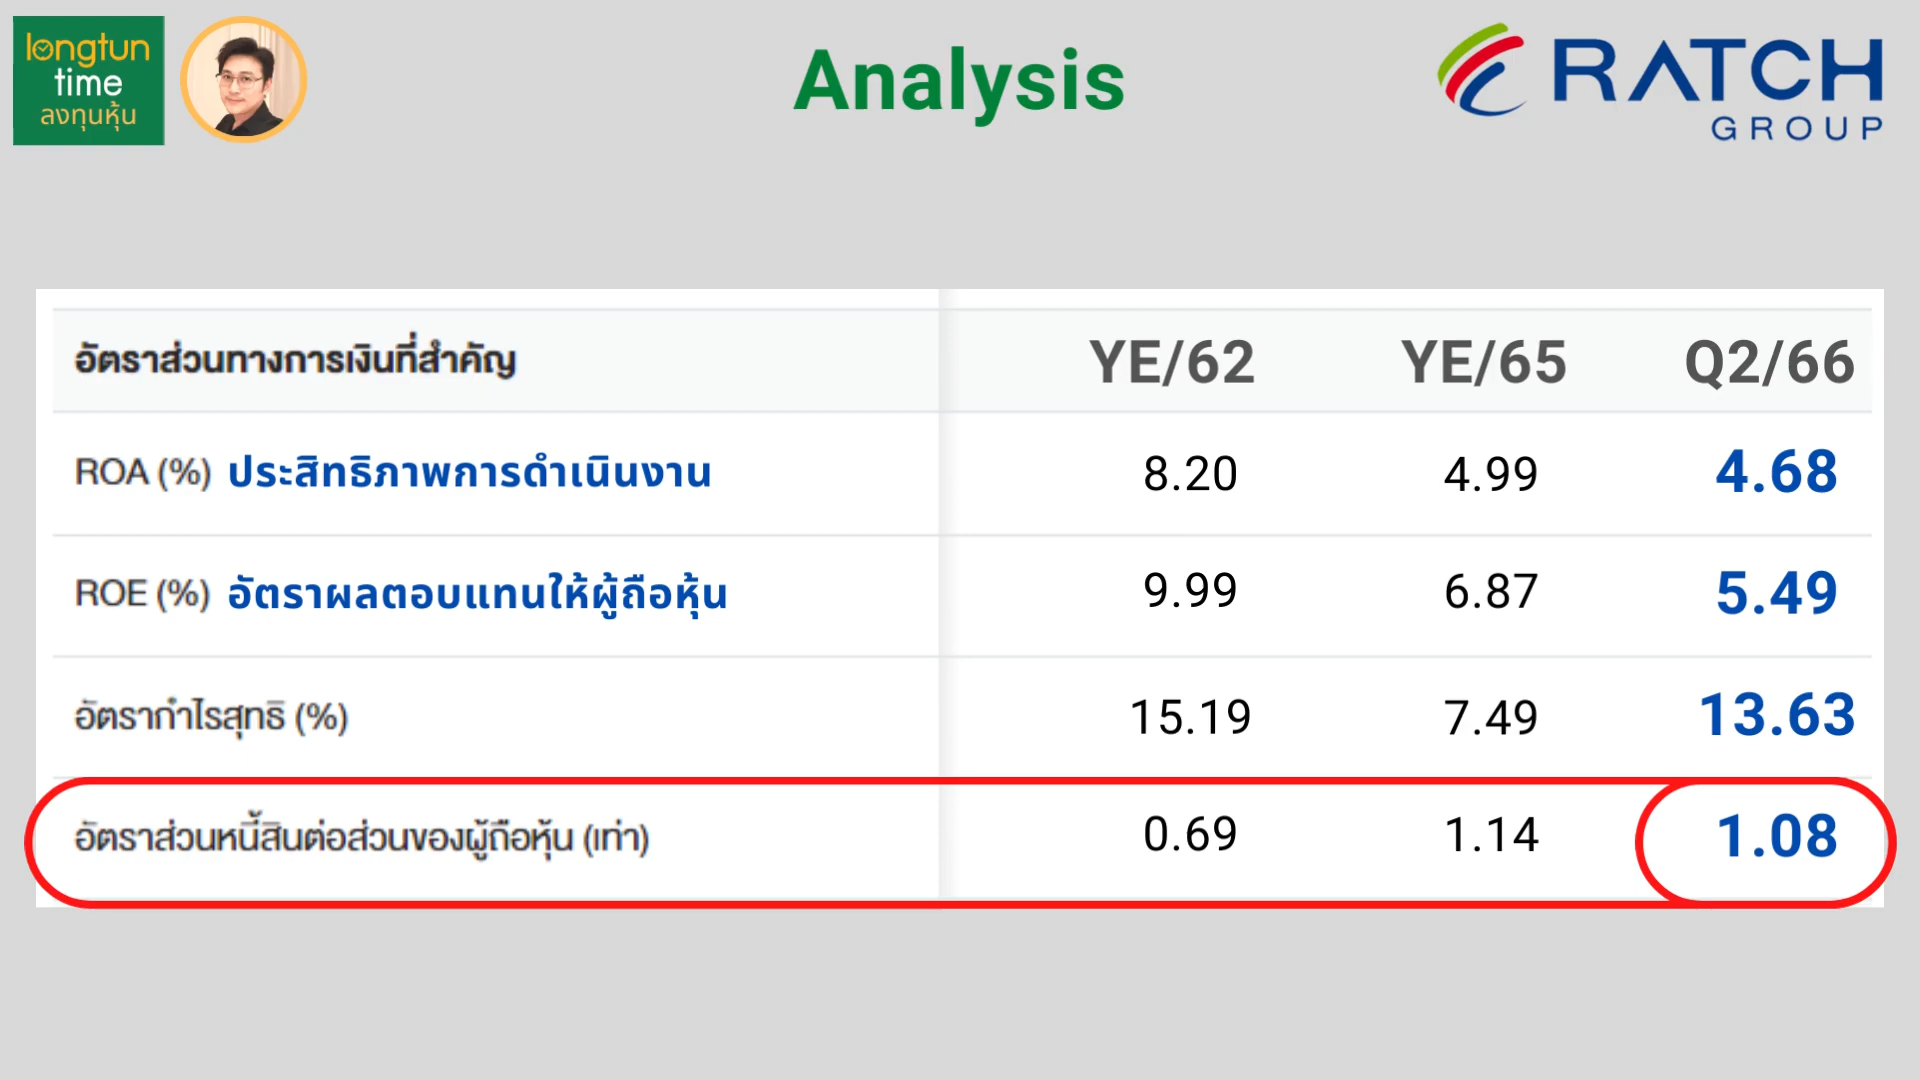 longtun
time
ลงทุนหุ้น
Analysis
RATCH
GROUP
อัตราส่วนทางการเงินที่สำคัญ YE/62 YE/65 Q2/66
ROA (%) ประสิทธิภาพการดำเนินงาน 8.20 4.99 4.68
ROE (%) อัตราผลตอบแทนให้ผู้ถือหุ้น 9.99 6.87 5.49
อัตรากำไรสุทธิ (%) 15.19 7.49 13.63
อัตราส่วนหนี้สินต่อส่วนของผู้ถือหุ้น (เท่า) 0.69 1.14 1.08